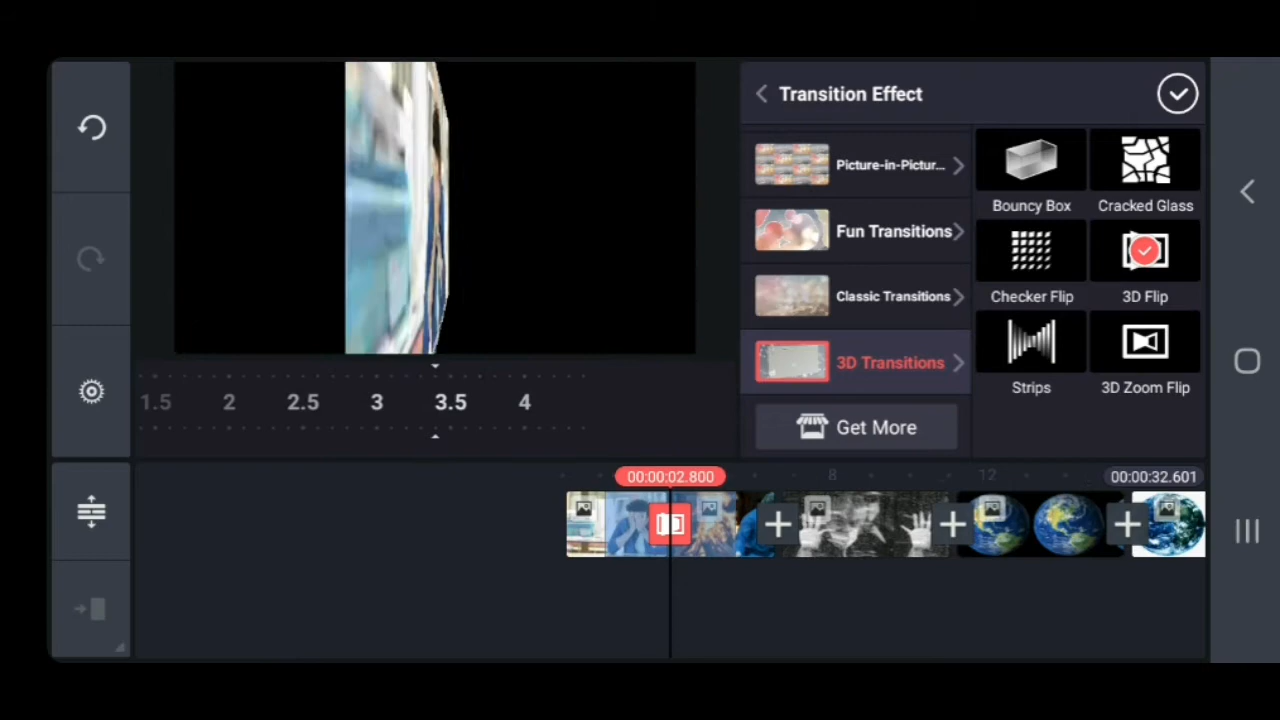 Transition Effect
Picture-in-Pictur...
Fun Transitions
Classic Transitions
3D Transitions
Get More
Bouncy Box
Cracked Glass
Checker Flip
3D Flip
Strips
3D Zoom Flip
1.5 2 2.5 3 3.5 4
00:00:02.800
8
12
00:00:32.601